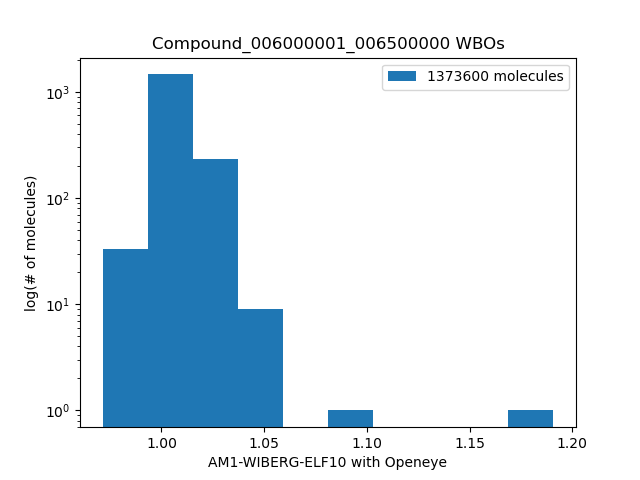 Compound_006000001_006500000 WBOs
1373600 molecules
log(# of molecules)
10³
10²
10¹
10⁰
1.00 1.05 1.10 1.15 1.20
AM1-WIBERG-ELF10 with Openeye